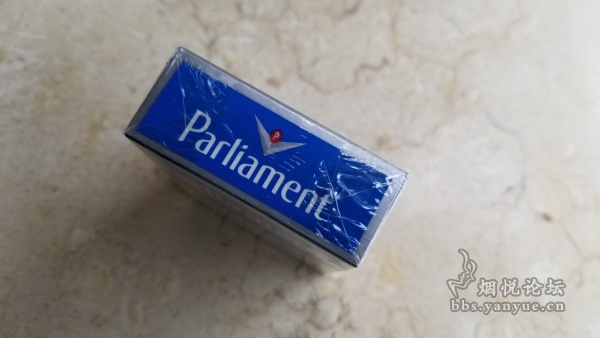 P
Parliament
烟悦论坛
bbs.yanyue.cn